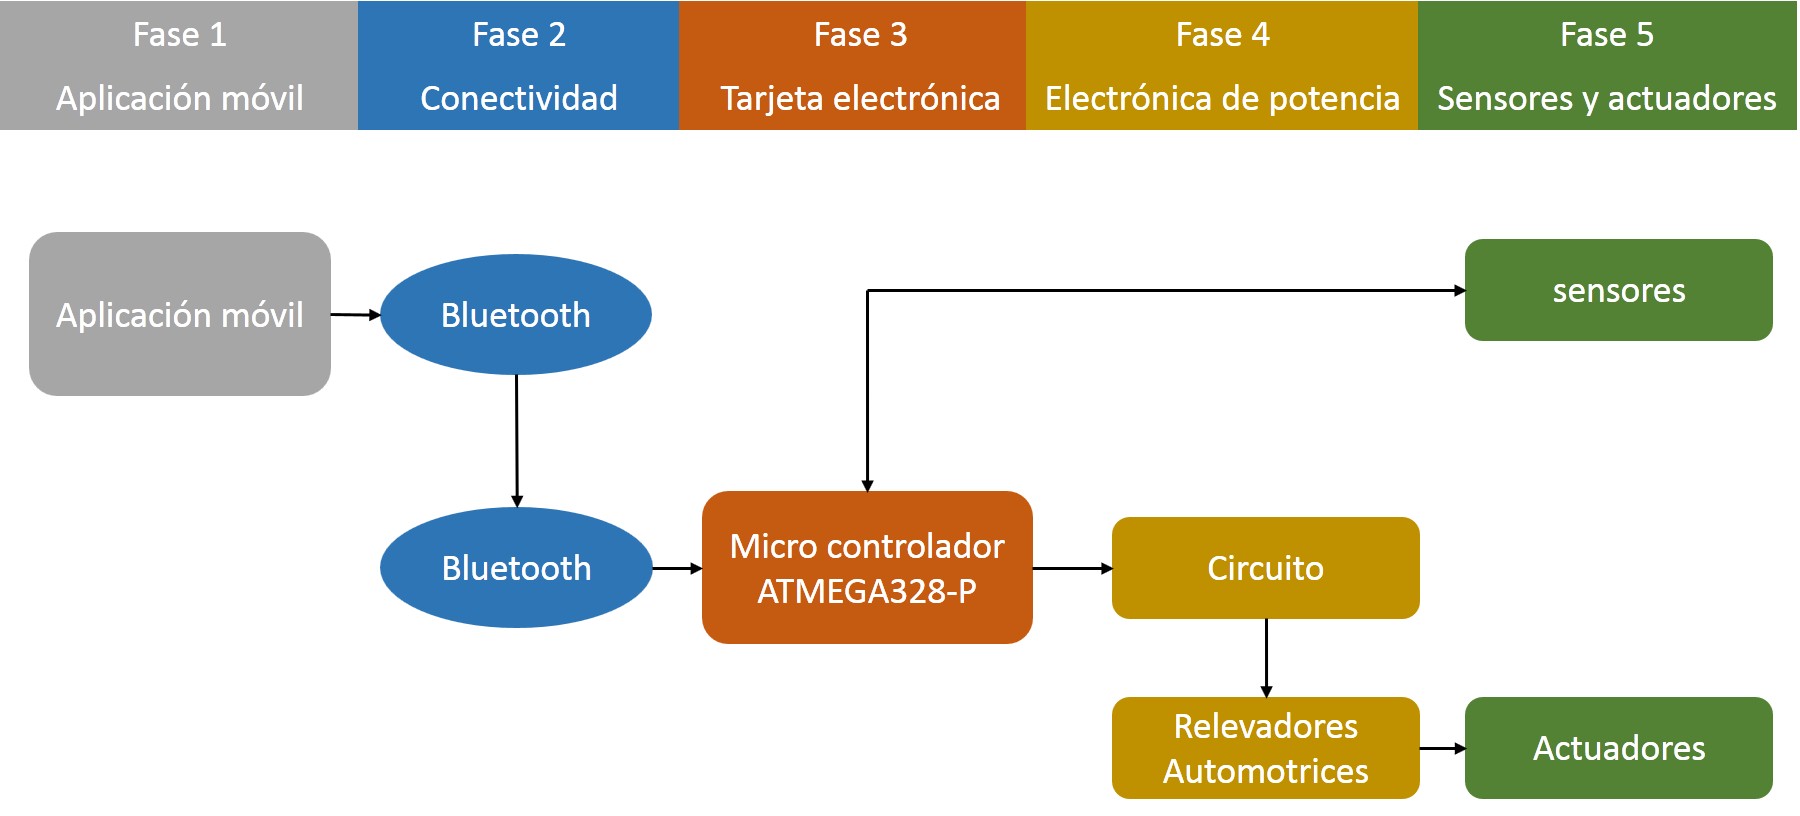 Fase 1
Aplicación móvil
Fase 2
Conectividad
Fase 3
Tarjeta electrónica
Fase 4
Electrónica de potencia
Fase 5
Sensores y actuadores
Aplicación móvil
Bluetooth
sensores
Bluetooth
Micro controlador
ATMEGA328-P
Circuito
Relevadores
Automotrices
Actuadores